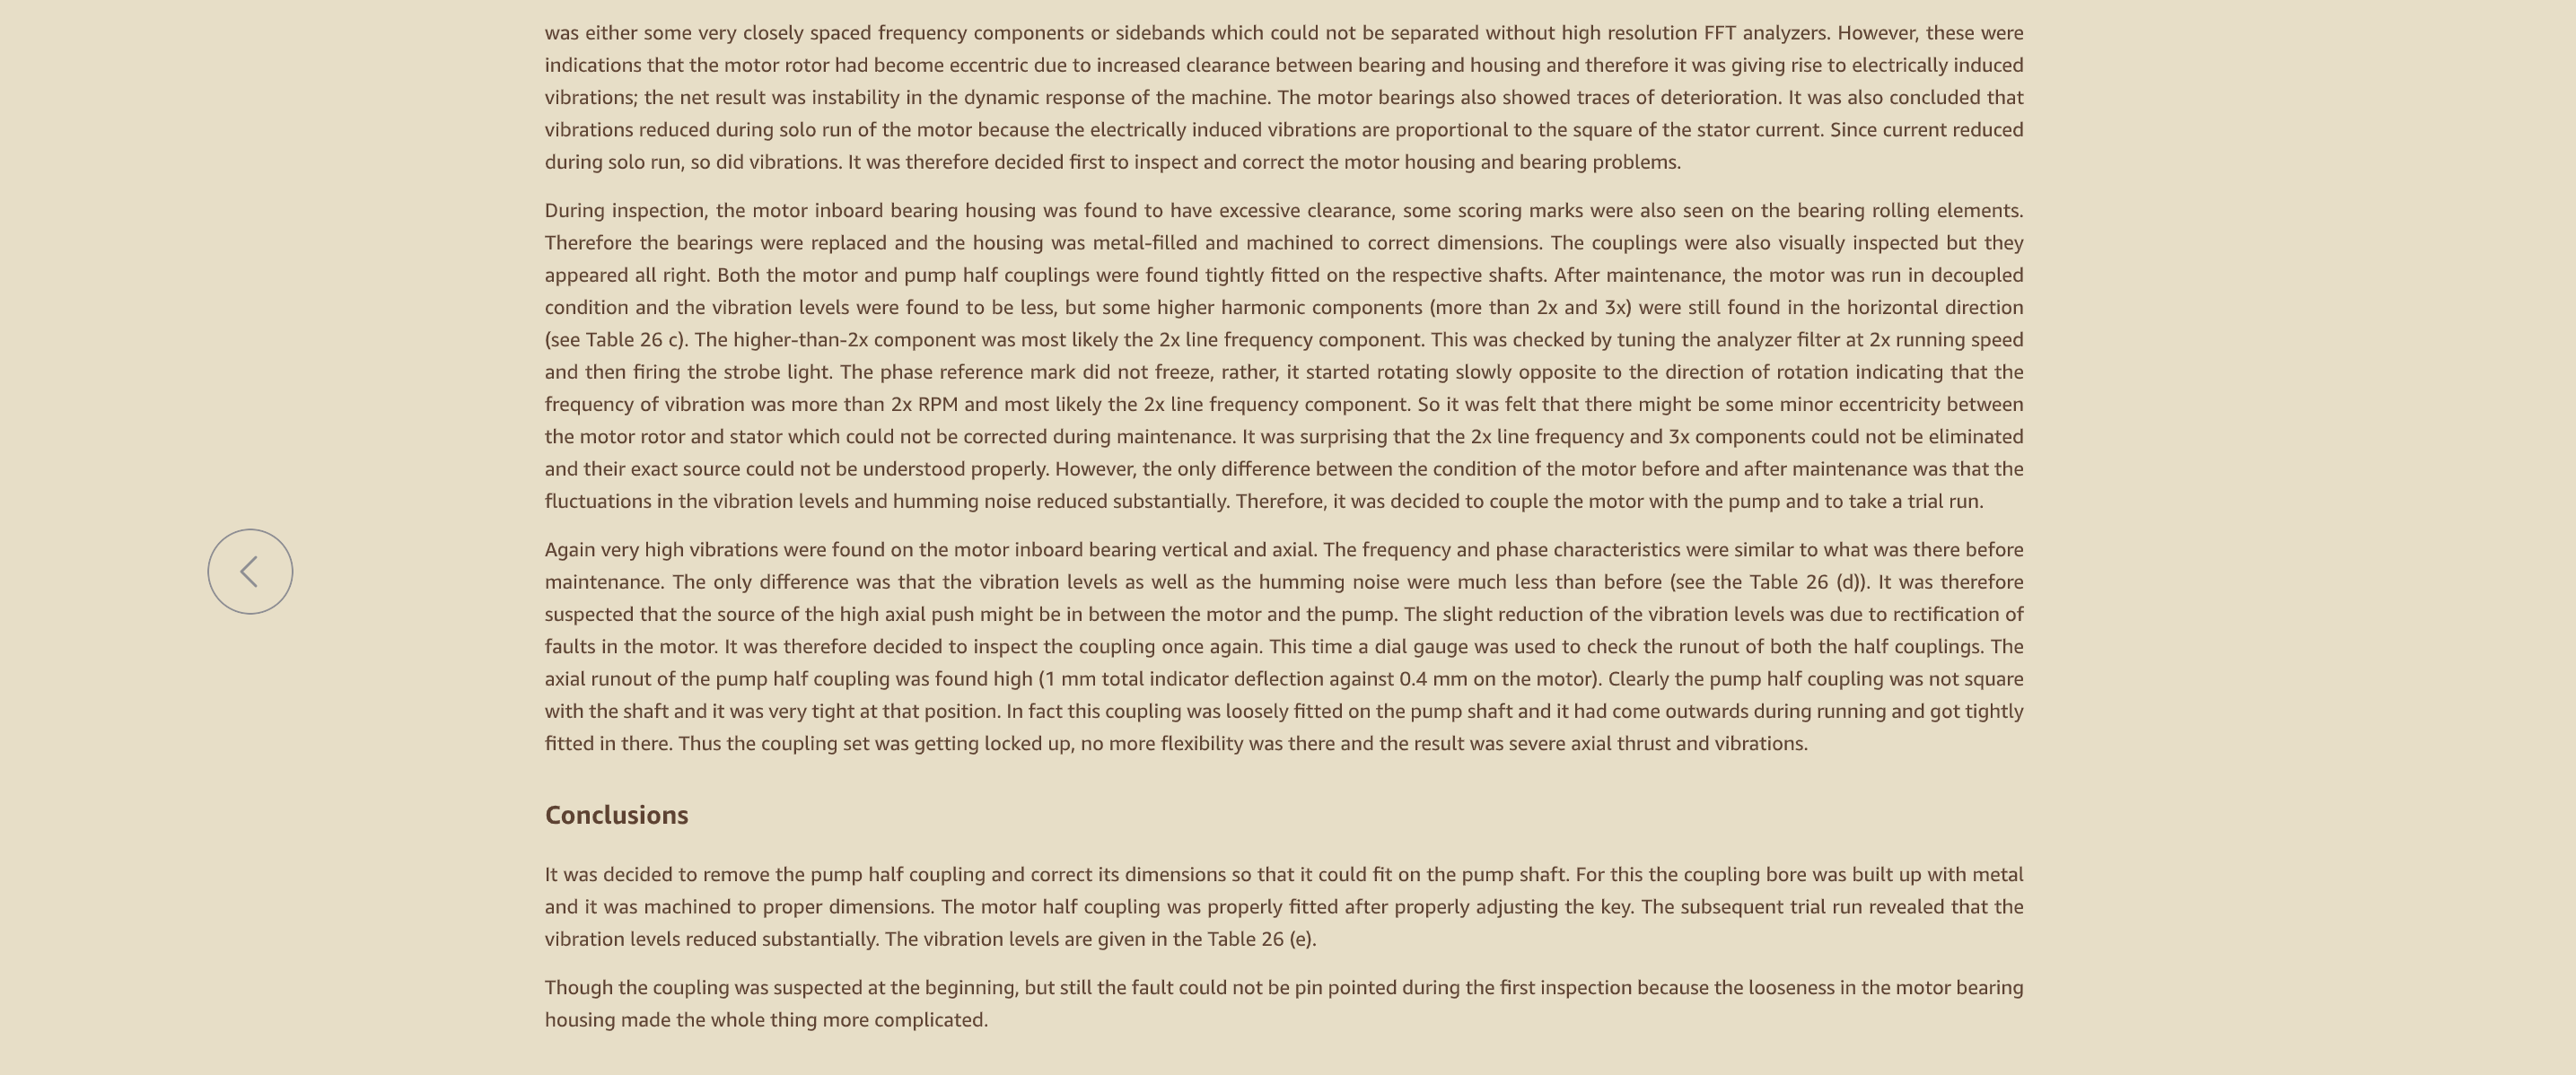 was either some very closely spaced frequency components or sidebands which could not be separated without high resolution FFT analyzers. However, these were
indications that the motor rotor had become eccentric due to increased clearance between bearing and housing and therefore it was giving rise to electrically induced
vibrations; the net result was instability in the dynamic response of the machine. The motor bearings also showed traces of deterioration. It was also concluded that
vibrations reduced during solo run of the motor because the electrically induced vibrations are proportional to the square of the stator current. Since current reduced
during solo run, so did vibrations. It was therefore decided first to inspect and correct the motor housing and bearing problems.
During inspection, the motor inboard bearing housing was found to have excessive clearance, some scoring marks were also seen on the bearing rolling elements.
Therefore the bearings were replaced and the housing was metal-filled and machined to correct dimensions. The couplings were also visually inspected but they
appeared all right. Both the motor and pump half couplings were found tightly fitted on the respective shafts. After maintenance, the motor was run in decoupled
condition and the vibration levels were found to be less, but some higher harmonic components (more than 2x and 3x) were still found in the horizontal direction
(see Table 26 c). The higher-than-2x component was most likely the 2x line frequency component. This was checked by tuning the analyzer filter at 2x running speed
and then firing the strobe light. The phase reference mark did not freeze, rather, it started rotating slowly opposite to the direction of rotation indicating that the
frequency of vibration was more than 2x RPM and most likely the 2x line frequency component. So it was felt that there might be some minor eccentricity between
the motor rotor and stator which could not be corrected during maintenance. It was surprising that the 2x line frequency and 3x components could not be eliminated
and their exact source could not be understood properly. However, the only difference between the condition of the motor before and after maintenance was that the
fluctuations in the vibration levels and humming noise reduced substantially. Therefore, it was decided to couple the motor with the pump and to take a trial run.
Again very high vibrations were found on the motor inboard bearing vertical and axial. The frequency and phase characteristics were similar to what was there before
maintenance. The only difference was that the vibration levels as well as the humming noise were much less than before (see the Table 26 (d)). It was therefore
suspected that the source of the high axial push might be in between the motor and the pump. The slight reduction of the vibration levels was due to rectification of
faults in the motor. It was therefore decided to inspect the coupling once again. This time a dial gauge was used to check the runout of both the half couplings. The
axial runout of the pump half coupling was found high (1 mm total indicator deflection against 0.4 mm on the motor). Clearly the pump half coupling was not square
with the shaft and it was very tight at that position. In fact this coupling was loosely fitted on the pump shaft and it had come outwards during running and got tightly
fitted in there. Thus the coupling set was getting locked up, no more flexibility was there and the result was severe axial thrust and vibrations.
Conclusions
It was decided to remove the pump half coupling and correct its dimensions so that it could fit on the pump shaft. For this the coupling bore was built up with metal
and it was machined to proper dimensions. The motor half coupling was properly fitted after properly adjusting the key. The subsequent trial run revealed that the
vibration levels reduced substantially. The vibration levels are given in the Table 26 (e).
Though the coupling was suspected at the beginning, but still the fault could not be pin pointed during the first inspection because the looseness in the motor bearing
housing made the whole thing more complicated.